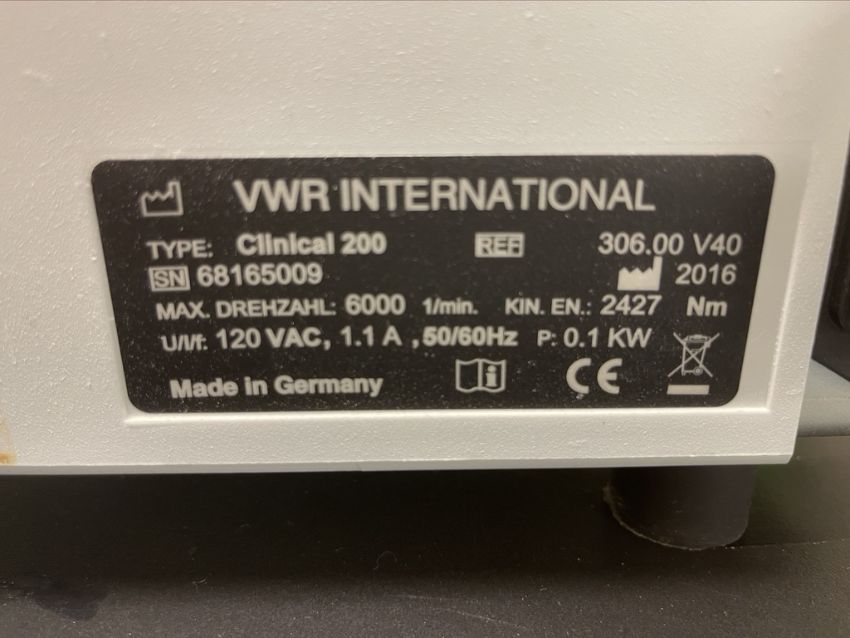 VWR INTERNATIONAL
TYPE: Clinical 200 REF 306.00 V40
SN 68165009 2016
MAX. DREHZAHL: 6000 1/min. KIN. EN.: 2427 Nm
U/I/f: 120 VAC, 1.1 A , 50/60Hz P: 0.1 KW
Made in Germany i CE